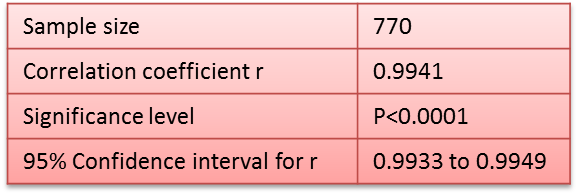 Sample size 770
Correlation coefficient r 0.9941
Significance level P<0.0001
95% Confidence interval for r 0.9933 to 0.9949